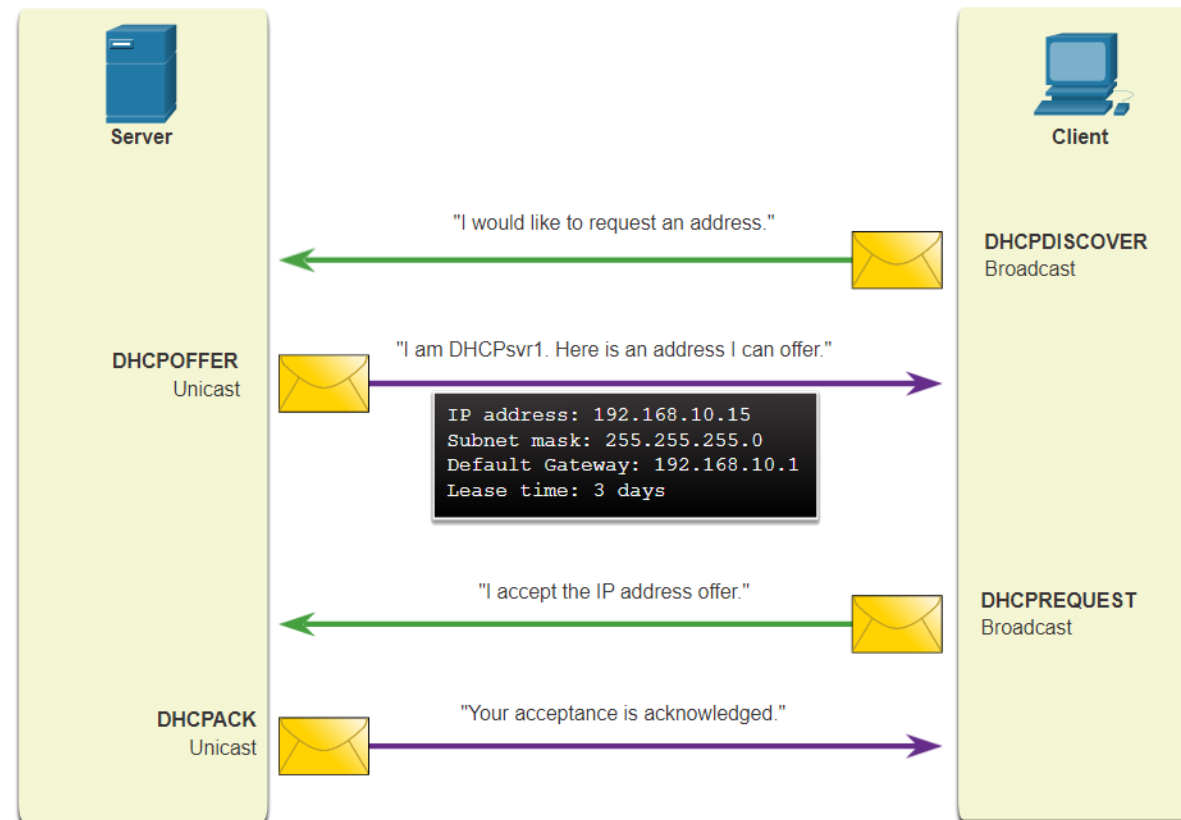 Server
Client
"I would like to request an address."
DHCPDISCOVER
Broadcast
"I am DHCPsvr1. Here is an address I can offer."
DHCPOFFER
Unicast
IP address: 192.168.10.15
Subnet mask: 255.255.255.0
Default Gateway: 192.168.10.1
Lease time: 3 days
"I accept the IP address offer."
DHCPREQUEST
Broadcast
"Your acceptance is acknowledged."
DHCPACK
Unicast